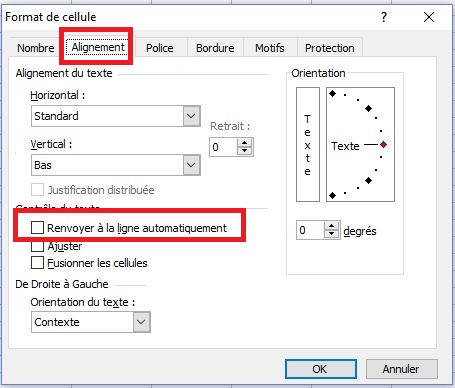 Format de cellule
Nombre Alignement Police Bordure Motifs Protection
Alignement du texte
Horizontal :
Standard
Retrait :
Vertical :
0
Bas
Justification distribuée
Contrôle du texte
Renvoyer à la ligne automatiquement
Ajuster
Fusionner les cellules
De Droite à Gauche
Orientation du texte :
Contexte
Orientation
Texte
Texte
0 degrés
OK Annuler